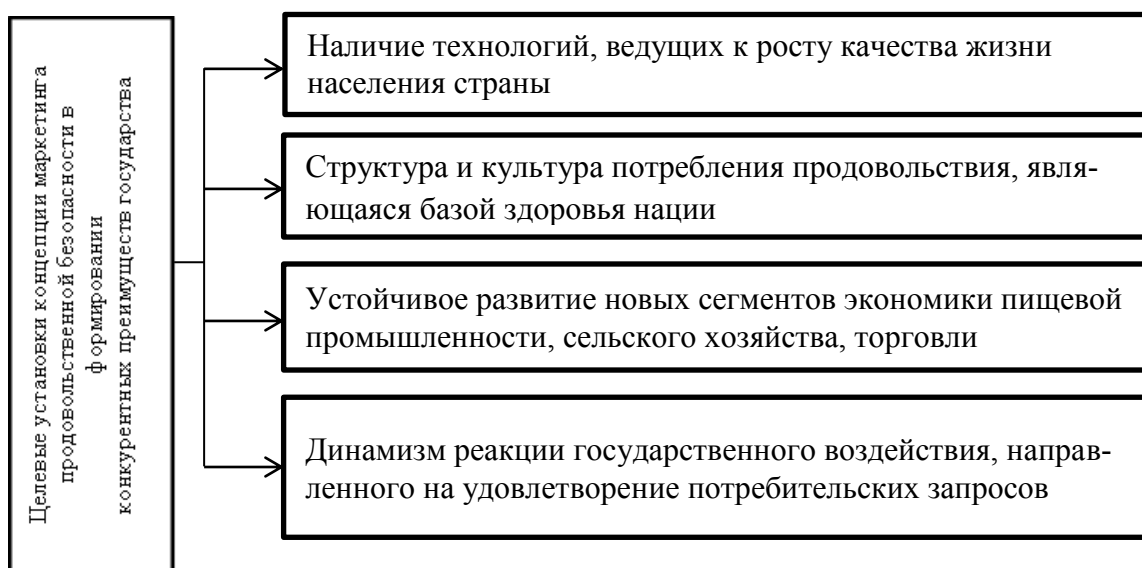 Целевые установки концепции маркетинга
продовольственной безопасности в
формировании
конкурентных преимуществ государства
Наличие технологий, ведущих к росту качества жизни
населения страны
Структура и культура потребления продовольствия, явля-
ющаяся базой здоровья нации
Устойчивое развитие новых сегментов экономики пищевой
промышленности, сельского хозяйства, торговли
Динамизм реакции государственного воздействия, направ-
ленного на удовлетворение потребительских запросов